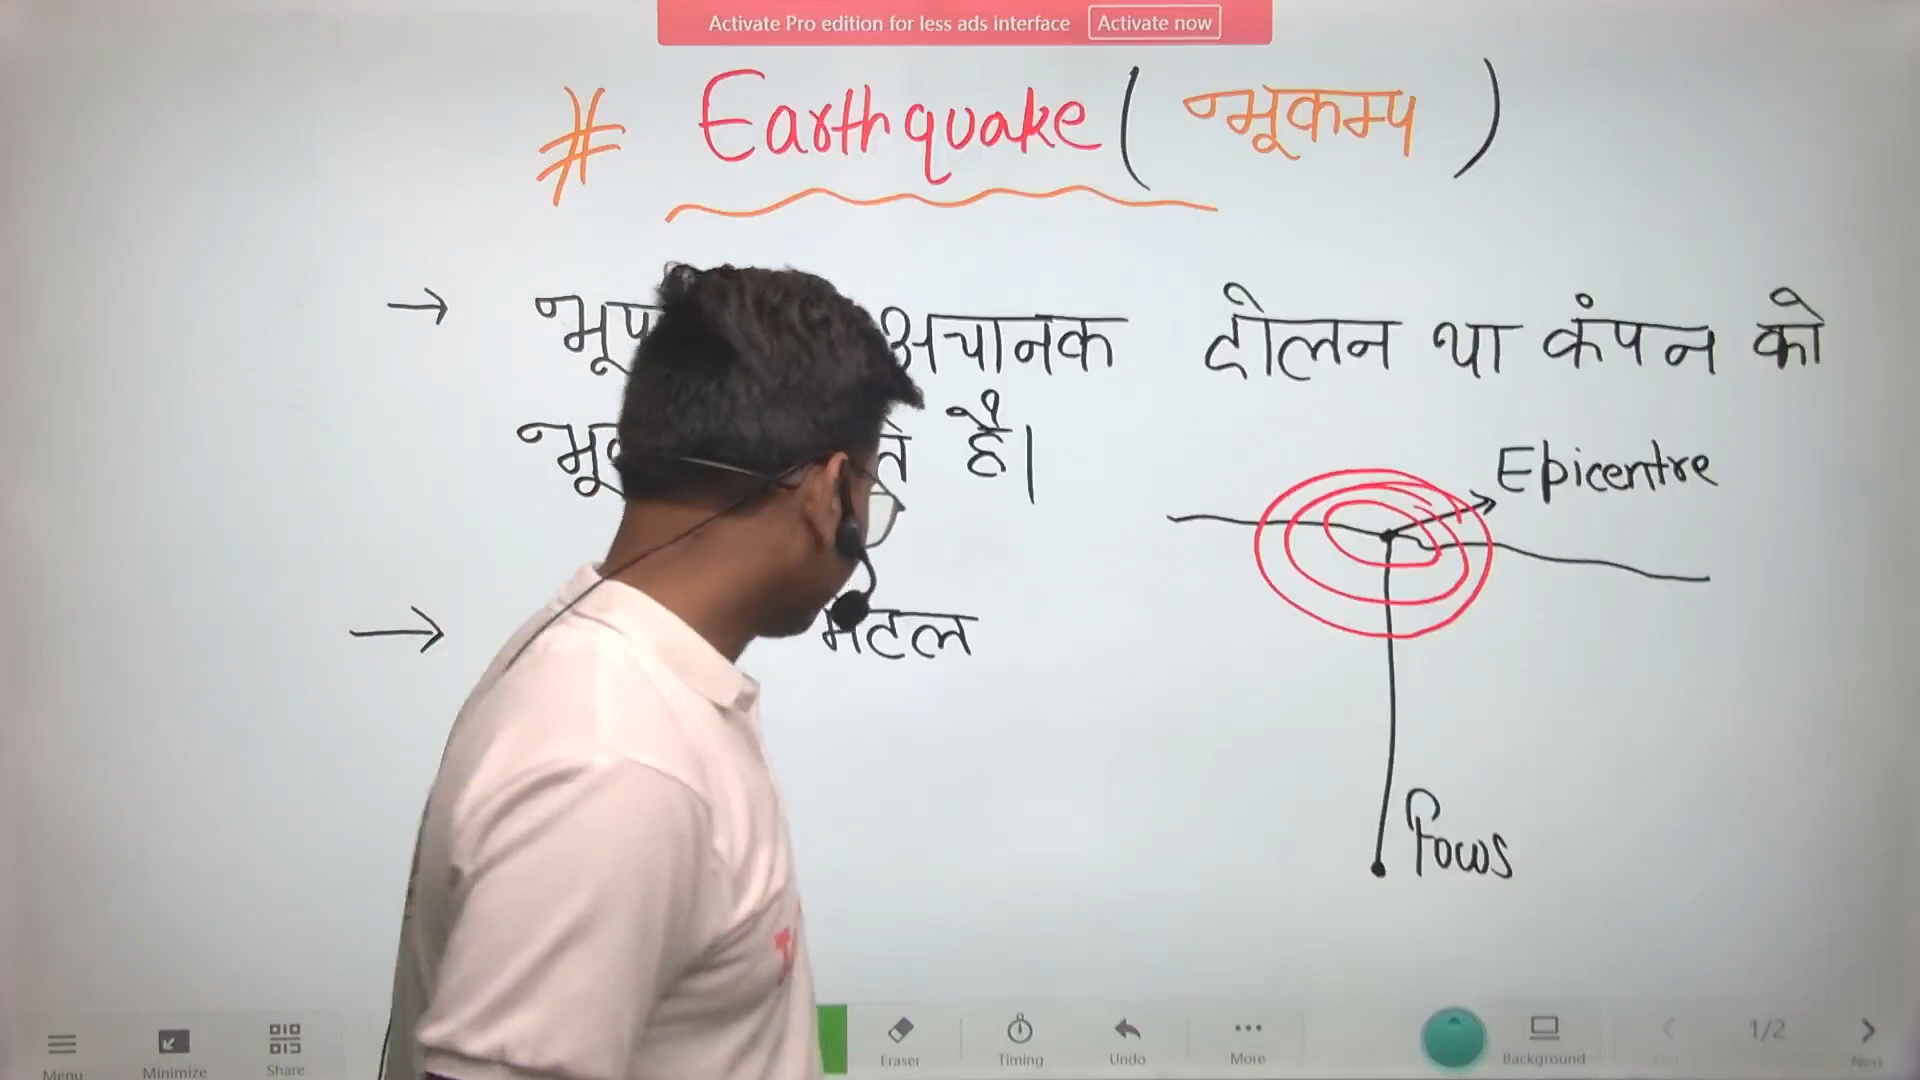 Activate Pro edition for less ads interface Activate now
# Earthquake ( भूकम्प )
→ अचानक दोलन या कंपन को
है।
Epicentre
→ मेंटल
Focus
Menu Minimize Share Eraser Timing Undo More Background 1/2 Next